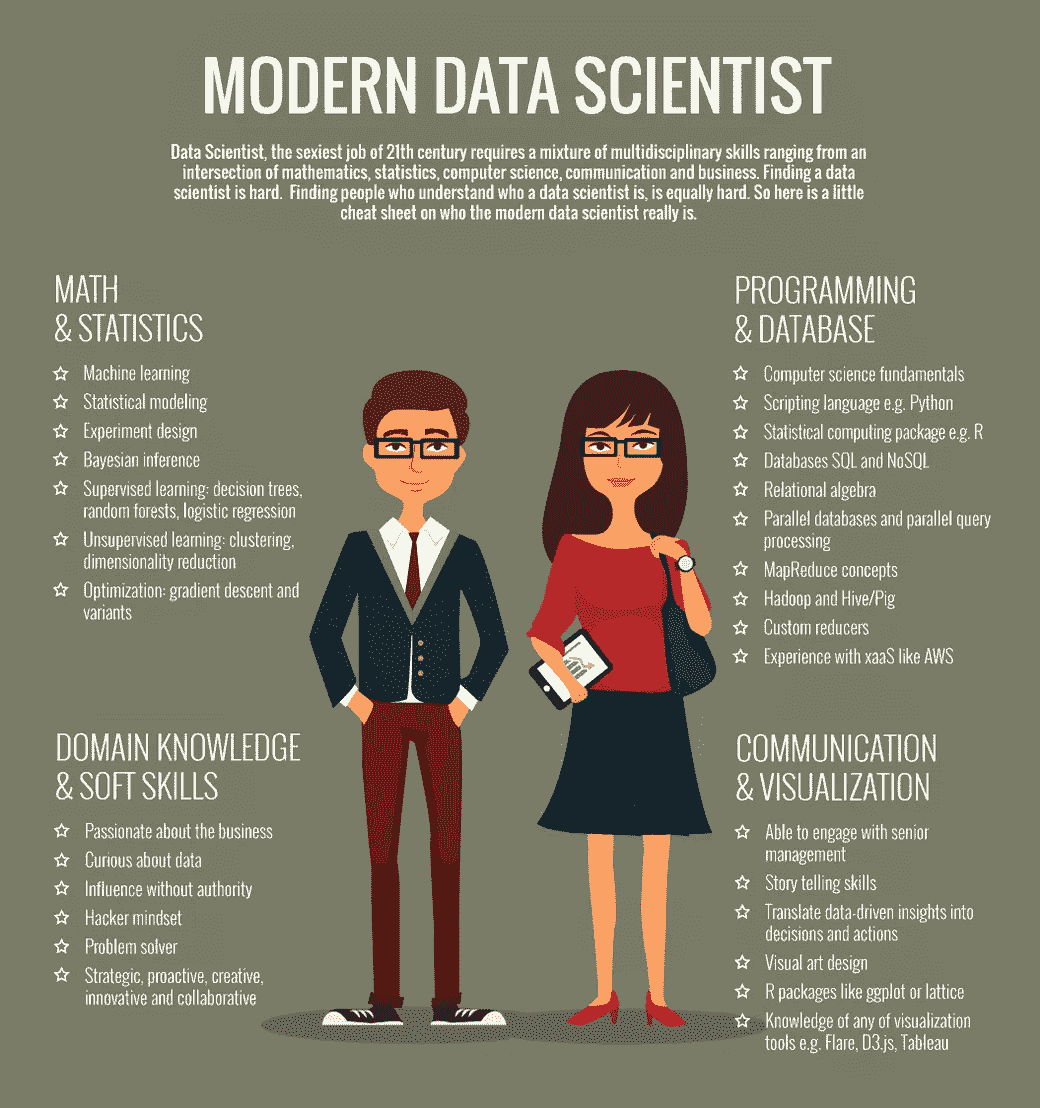 MODERN DATA SCIENTIST
Data Scientist, the sexiest job of 21th century requires a mixture of multidisciplinary skills ranging from an
intersection of mathematics, statistics, computer science, communication and business. Finding a data
scientist is hard. Finding people who understand who a data scientist is, is equally hard. So here is a little
cheat sheet on who the modern data scientist really is.
MATH
& STATISTICS
Machine learning
Statistical modeling
Experiment design
Bayesian inference
Supervised learning: decision trees,
random forests, logistic regression
Unsupervised learning: clustering,
dimensionality reduction
Optimization: gradient descent and
variants
PROGRAMMING
& DATABASE
Computer science fundamentals
Scripting language e.g. Python
Statistical computing package e.g. R
Databases SQL and NoSQL
Relational algebra
Parallel databases and parallel query
processing
MapReduce concepts
Hadoop and Hive/Pig
Custom reducers
Experience with xaaS like AWS
DOMAIN KNOWLEDGE
& SOFT SKILLS
Passionate about the business
Curious about data
Influence without authority
Hacker mindset
Problem solver
Strategic, proactive, creative,
innovative and collaborative
COMMUNICATION
& VISUALIZATION
Able to engage with senior
management
Story telling skills
Translate data-driven insights into
decisions and actions
Visual art design
R packages like ggplot or lattice
Knowledge of any of visualization
tools e.g. Flare, D3.js, Tableau